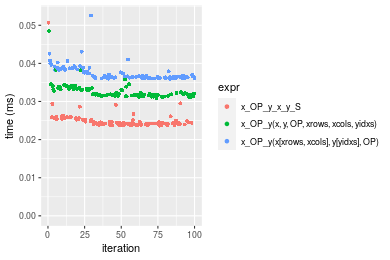 0.05
0.04
0.03
0.02
0.01
0.00
time (ms)
0
25
50
75
100
iteration
expr
x_OP_y_x_y_S
x_OP_y(x, y, OP, xrows, xcols, yidxs)
x_OP_y(x[xrows, xcols], y[yidxs], OP)